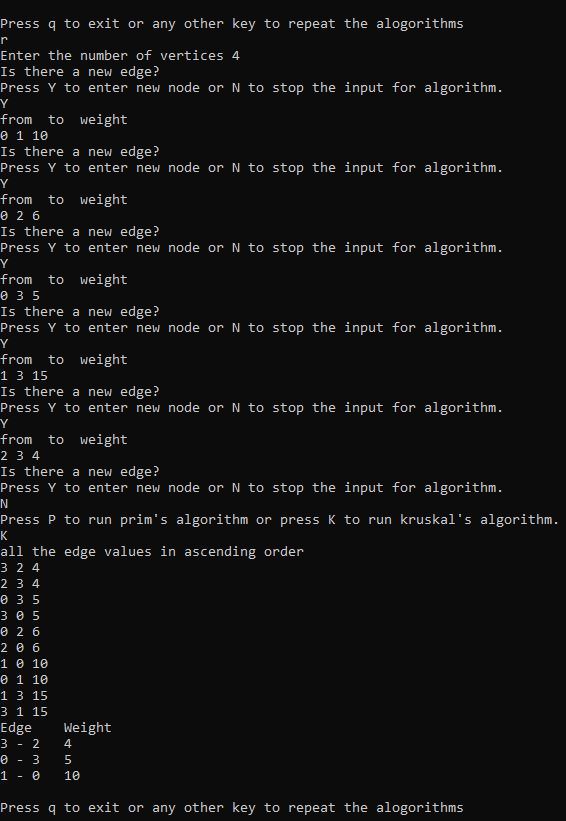 Press q to exit or any other key to repeat the alogorithms
r
Enter the number of vertices 4
Is there a new edge?
Press Y to enter new node or N to stop the input for algorithm.
Y
from  to  weight
0 1 10
Is there a new edge?
Press Y to enter new node or N to stop the input for algorithm.
Y
from  to  weight
0 2 6
Is there a new edge?
Press Y to enter new node or N to stop the input for algorithm.
Y
from  to  weight
0 3 5
Is there a new edge?
Press Y to enter new node or N to stop the input for algorithm.
Y
from  to  weight
1 3 15
Is there a new edge?
Press Y to enter new node or N to stop the input for algorithm.
Y
from  to  weight
2 3 4
Is there a new edge?
Press Y to enter new node or N to stop the input for algorithm.
N
Press P to run prim's algorithm or press K to run kruskal's algorithm.
K
all the edge values in ascending order
3 2 4
2 3 4
0 3 5
3 0 5
0 2 6
2 0 6
1 0 10
0 1 10
1 3 15
3 1 15
Edge    Weight
3 - 2   4
0 - 3   5
1 - 0   10
Press q to exit or any other key to repeat the alogorithms